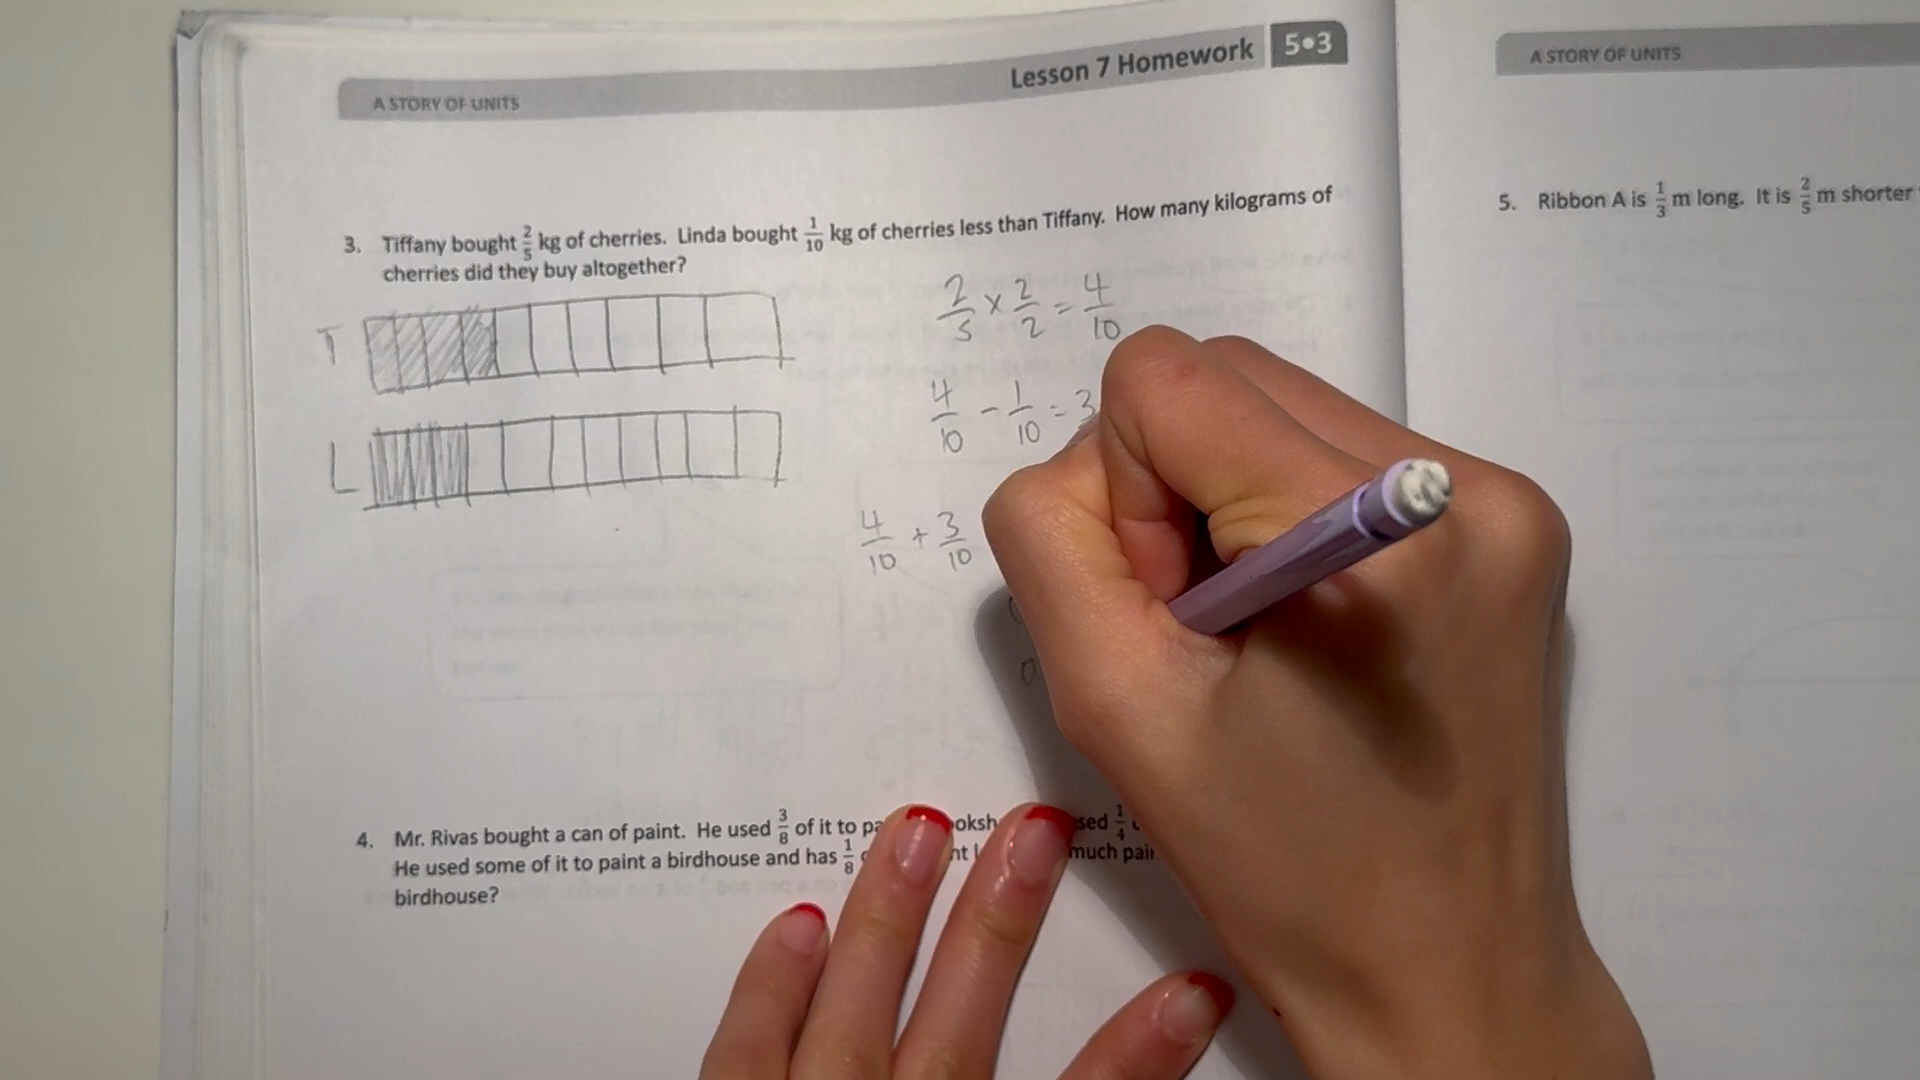 Lesson 7 Homework 5•3
A STORY OF UNITS
3. Tiffany bought 2/5 kg of cherries. Linda bought 1/10 kg of cherries less than Tiffany. How many kilograms of
cherries did they buy altogether?
T
L
2/5 x 2/2 = 4/10
4/10 - 1/10 = 3
4/10 + 3/10
4. Mr. Rivas bought a can of paint. He used 3/8 of it to 1/4
He used some of it to paint a birdhouse and has 1/8 much
birdhouse?
A STORY OF UNITS
5. Ribbon A is 1/3 m long. It is 2/5 m shorter